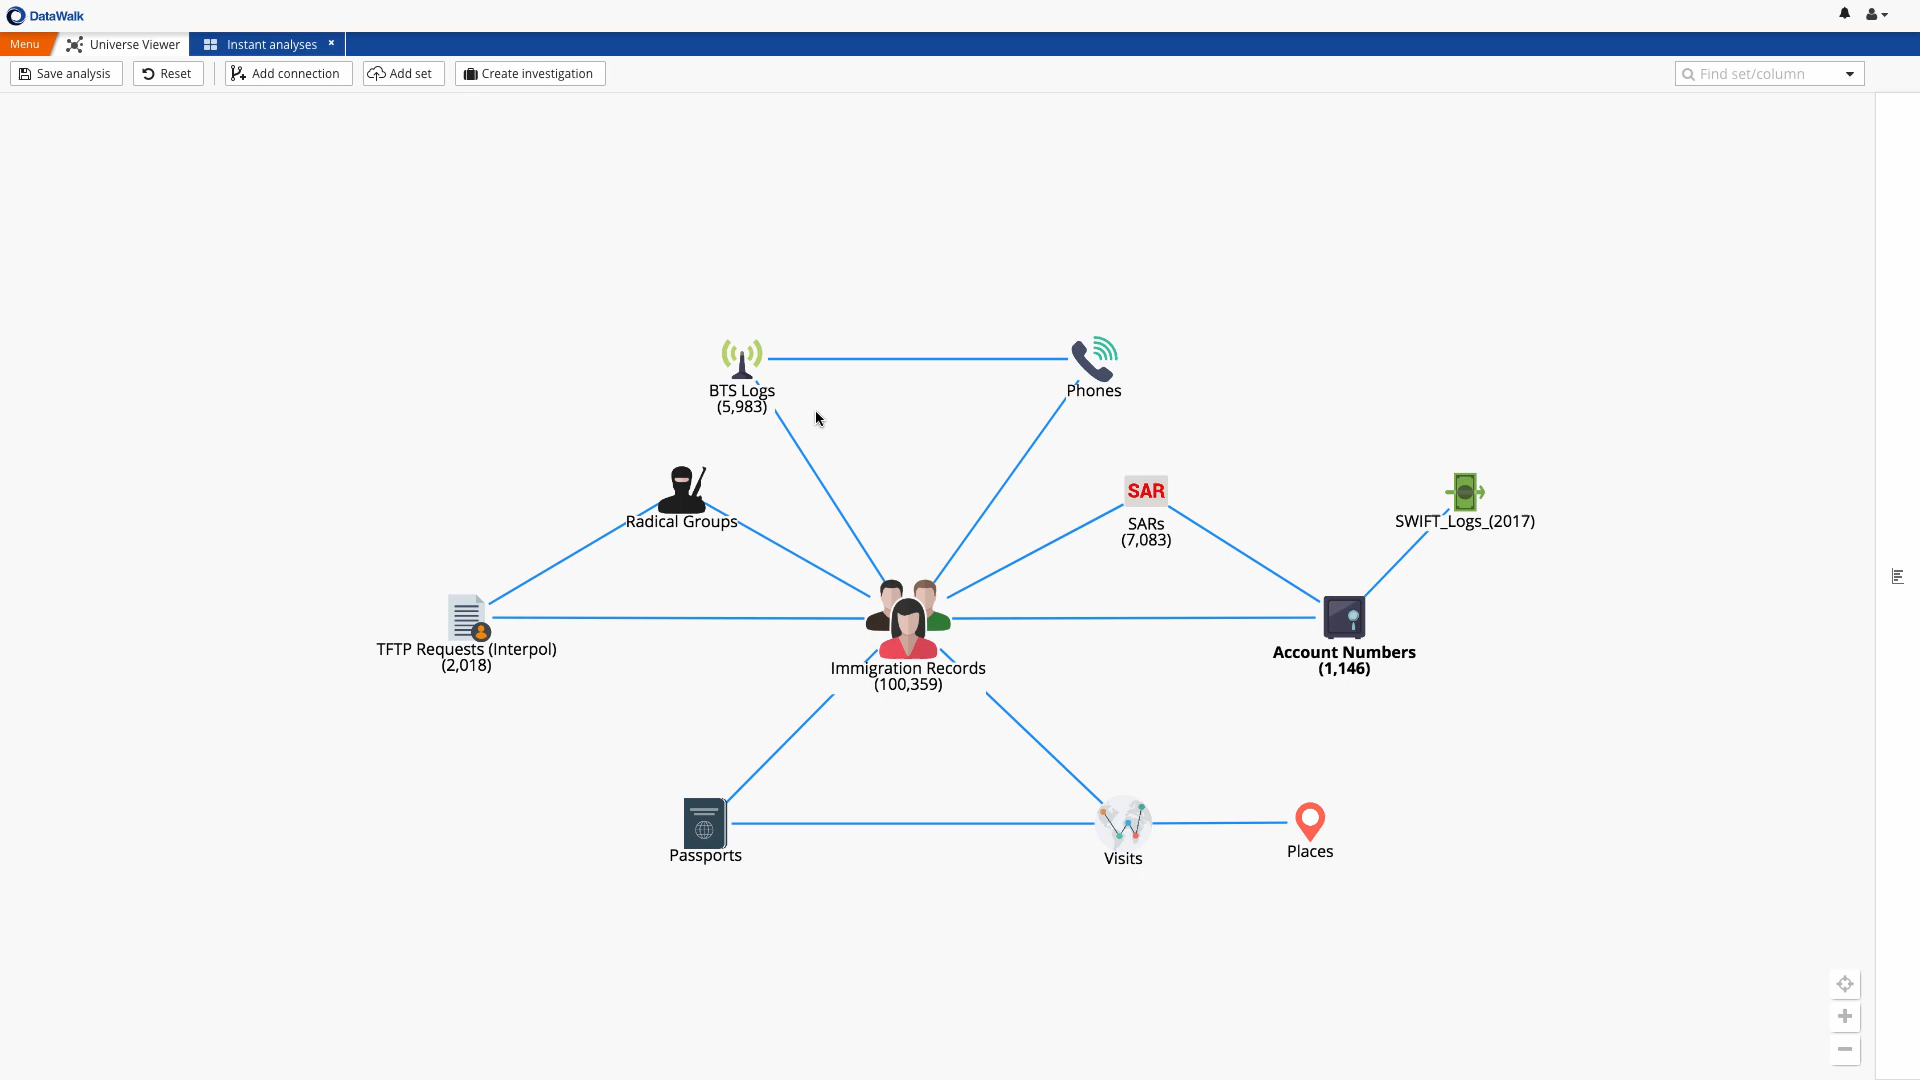 DataWalk
Menu
Universe Viewer
Instant analyses
Save analysis
Reset
Add connection
Add set
Create investigation
Find set/column
BTS Logs
(5,983)
Phones
Radical Groups
SAR
SARs
(7,083)
SWIFT_Logs_(2017)
TFTP Requests (Interpol)
(2,018)
Immigration Records
(100,359)
Account Numbers
(1,146)
Passports
Visits
Places